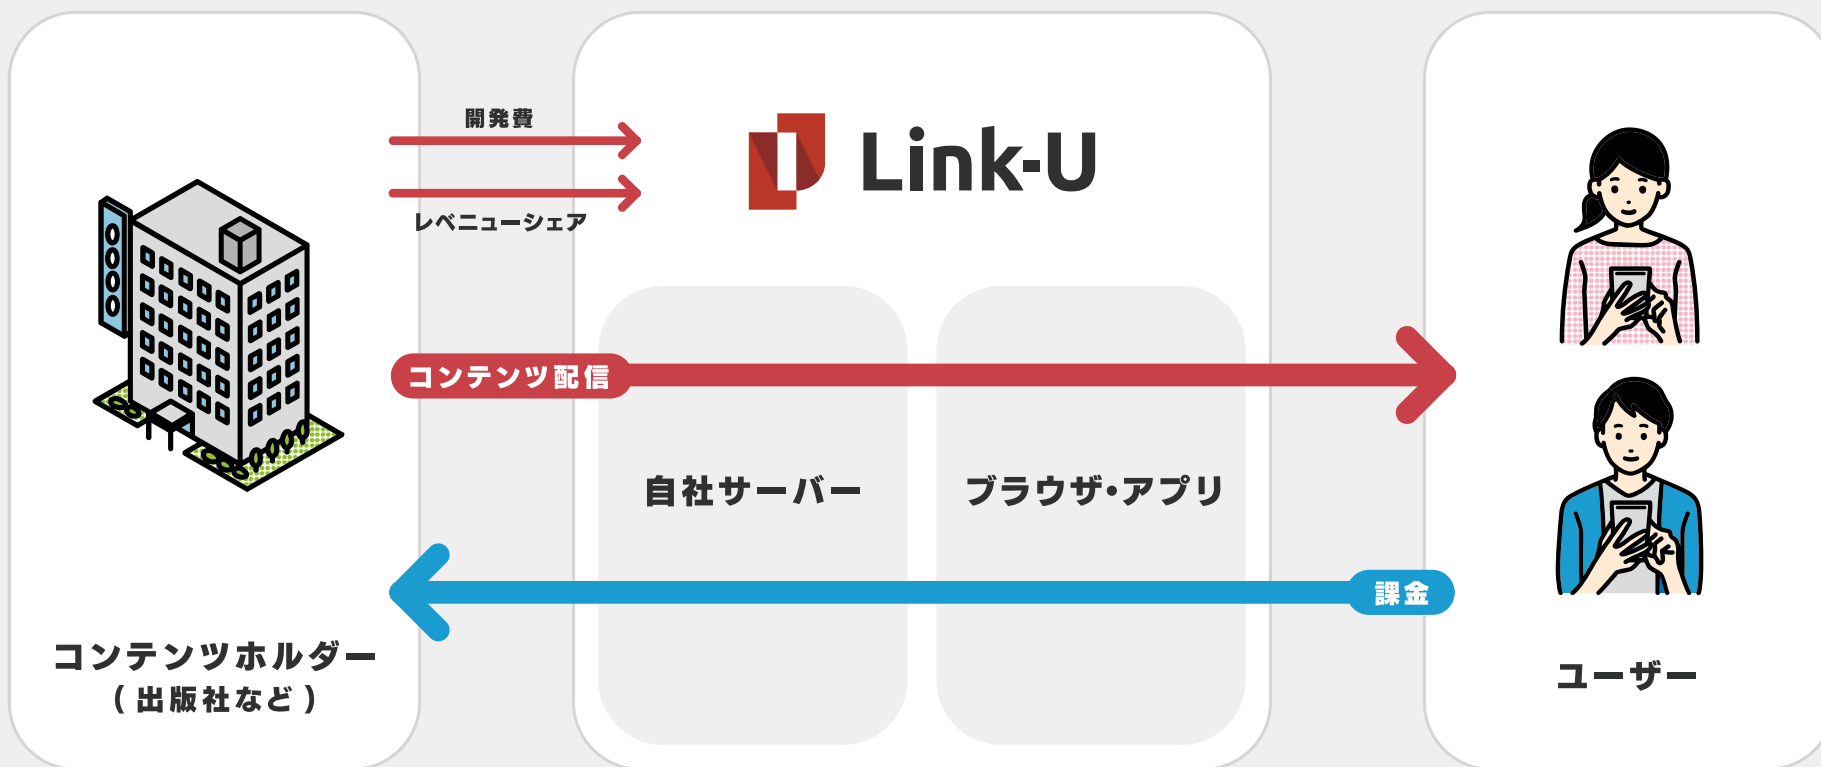 開発費
レベニューシェア
Link-U
コンテンツ配信
自社サーバー
ブラウザ・アプリ
課金
コンテンツホルダー
(出版社など)
ユーザー